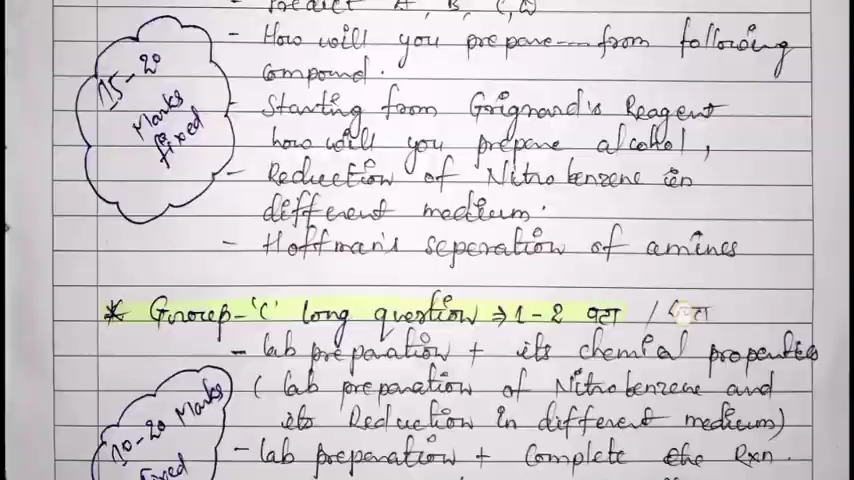 - Predict A, B, C, D
- How will you prepare---from following
compound.
15-20
Marks
fixed
- Starting from Grignard's Reagent
how will you prepare alcohol,
- Reduction of Nitrobenzene in
different medium.
- Hoffman's seperation of amines
* Group-'C' long question ⇒ 1-2 वटा /
- lab preparation + its chemical properties
( lab preparation of Nitrobenzene and
its Reduction in different medium)
10-20 Marks
fixed
- lab preparation + Complete the Rxn.